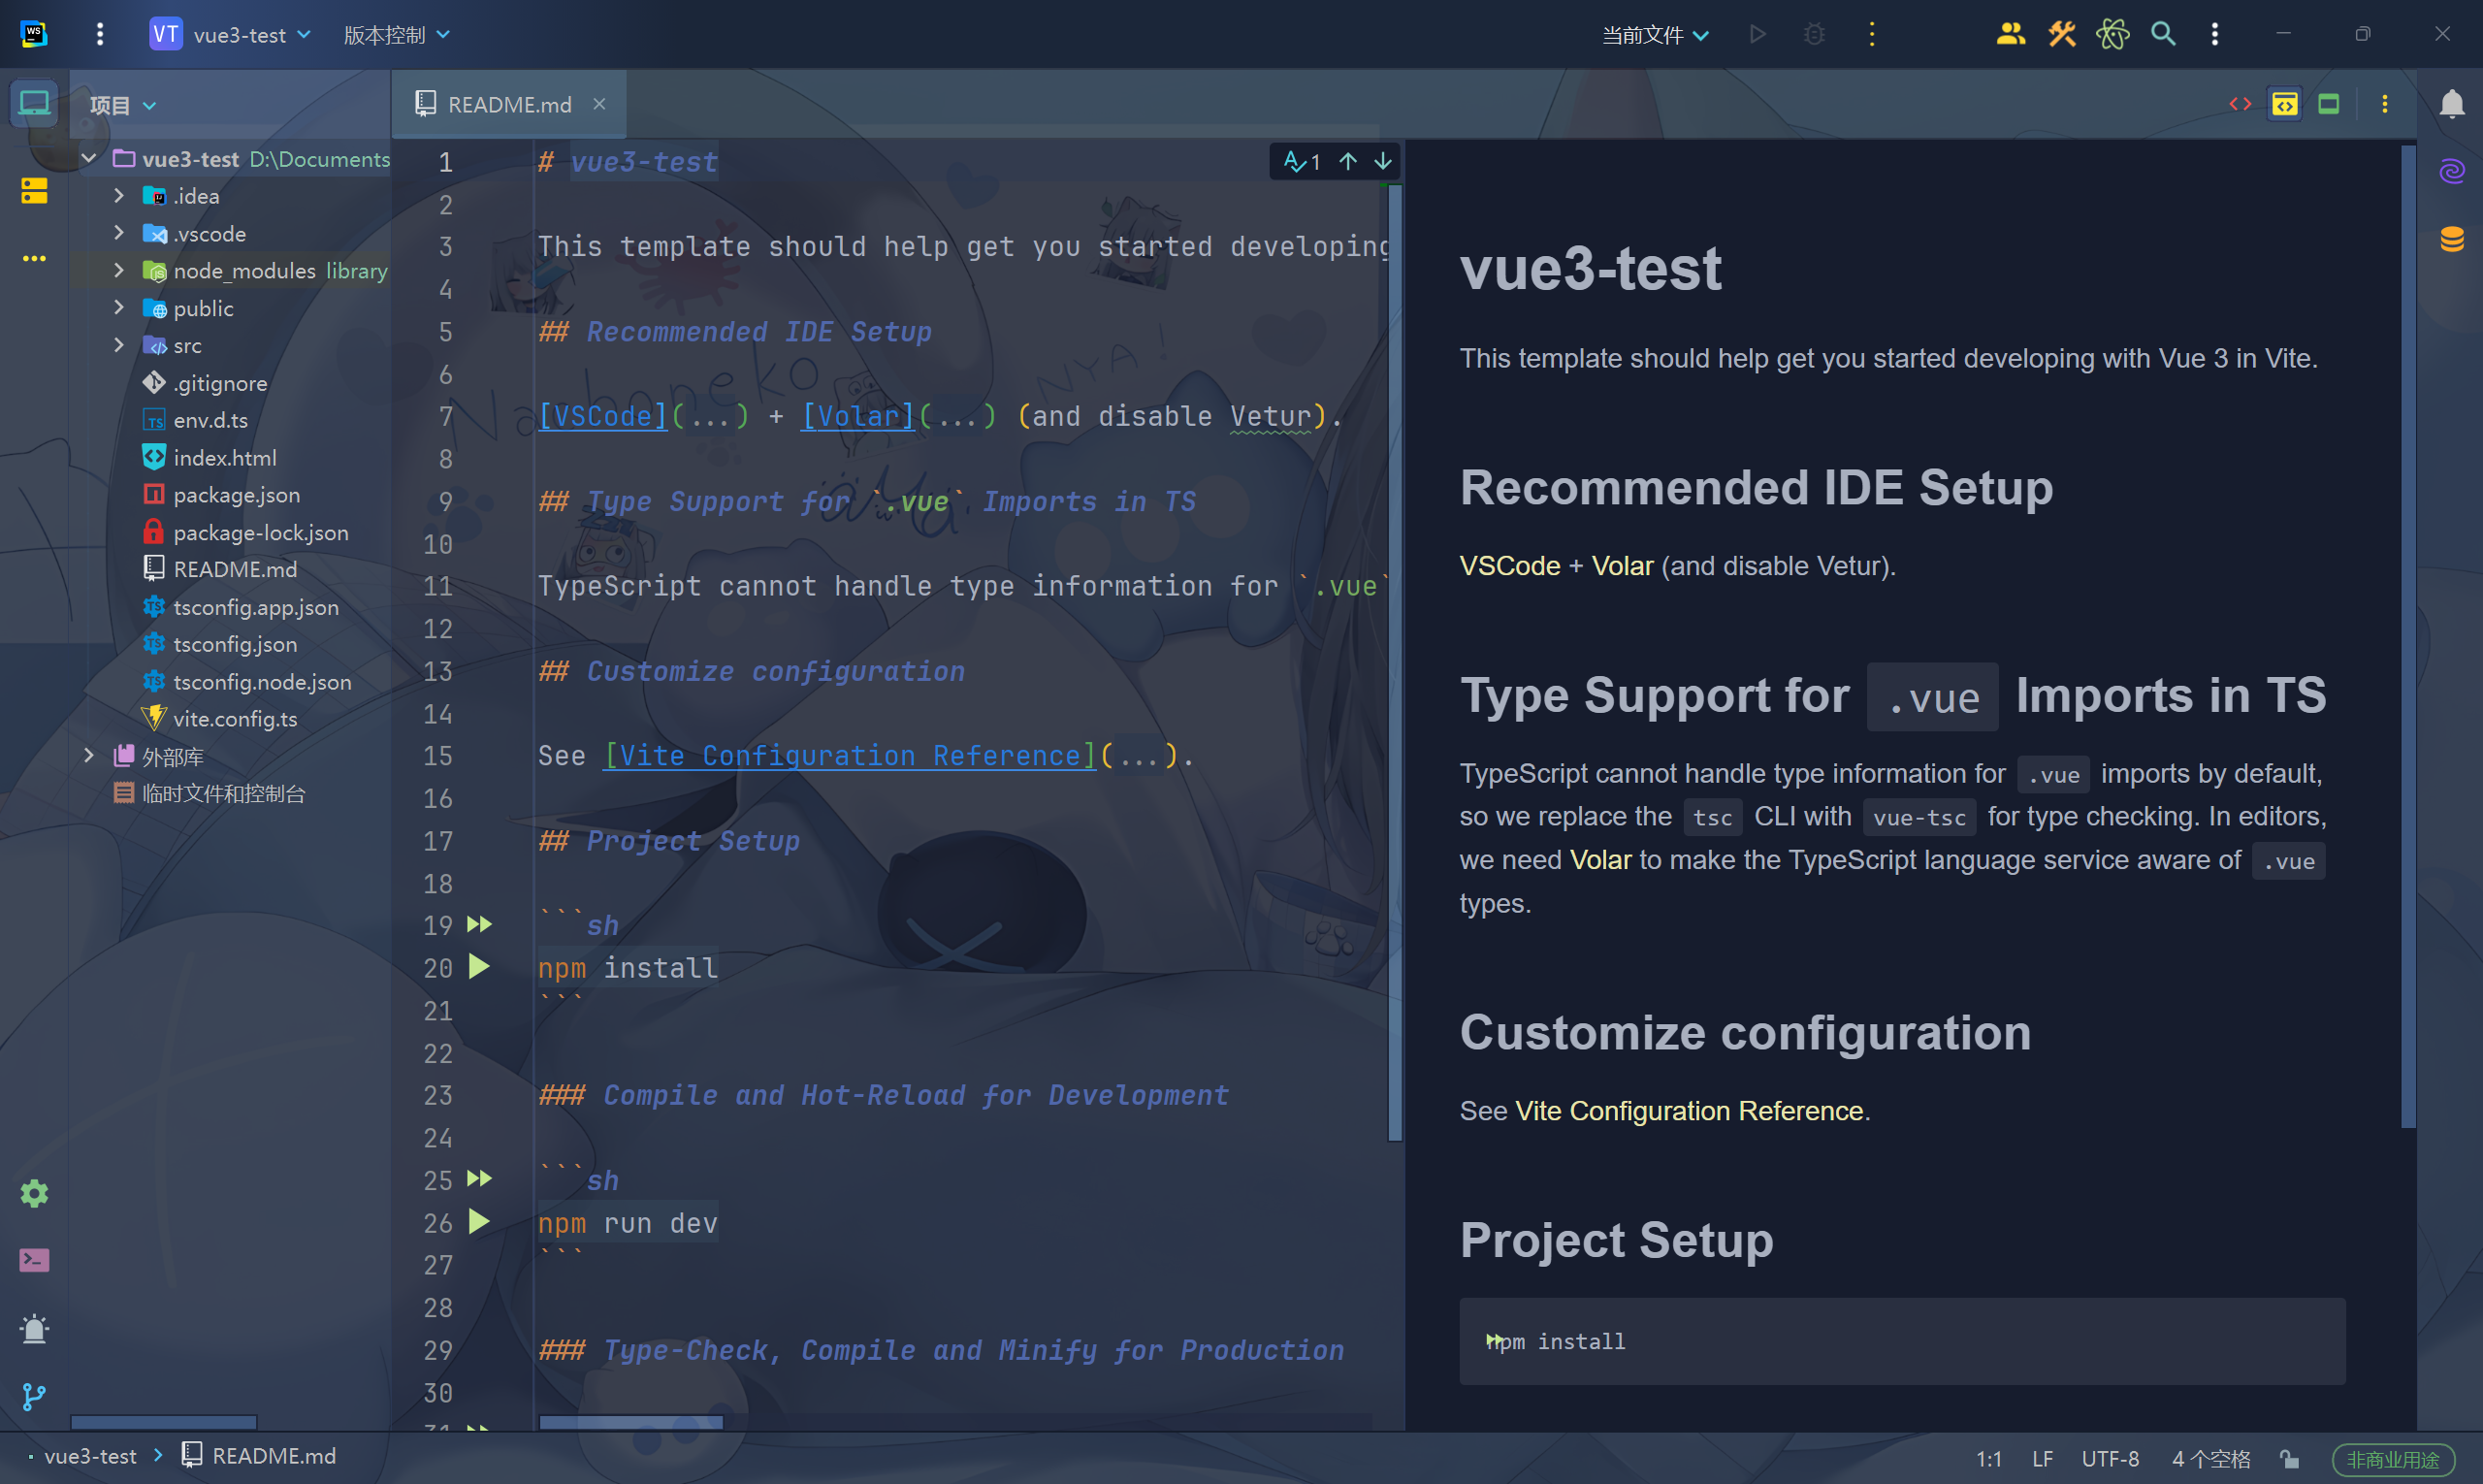 WS
VT vue3-test 版本控制
当前文件
项目
README.md
vue3-test D:\Documents
.idea
.vscode
node_modules library
public
src
.gitignore
env.d.ts
index.html
package.json
package-lock.json
README.md
tsconfig.app.json
tsconfig.json
tsconfig.node.json
vite.config.ts
外部库
临时文件和控制台
1
1 # vue3-test
2
3 This template should help get you started developing
4
5 ## Recommended IDE Setup
6
7 [VSCode](...) + [Volar](...) (and disable Vetur).
8
9 ## Type Support for `.vue` Imports in TS
10
11 TypeScript cannot handle type information for `.vue`
12
13 ## Customize configuration
14
15 See [Vite Configuration Reference](...).
16
17 ## Project Setup
18
19 ```sh
20 npm install
21 ```
22
23 ### Compile and Hot-Reload for Development
24
25 ```sh
26 npm run dev
27 ```
28
29 ### Type-Check, Compile and Minify for Production
30
31
NYA!
vue3-test
This template should help get you started developing with Vue 3 in Vite.
Recommended IDE Setup
VSCode + Volar (and disable Vetur).
Type Support for .vue Imports in TS
TypeScript cannot handle type information for .vue imports by default,
so we replace the tsc CLI with vue-tsc for type checking. In editors,
we need Volar to make the TypeScript language service aware of .vue
types.
Customize configuration
See Vite Configuration Reference.
Project Setup
npm install
vue3-test README.md
1:1 LF UTF-8 4 个空格 非商业用途